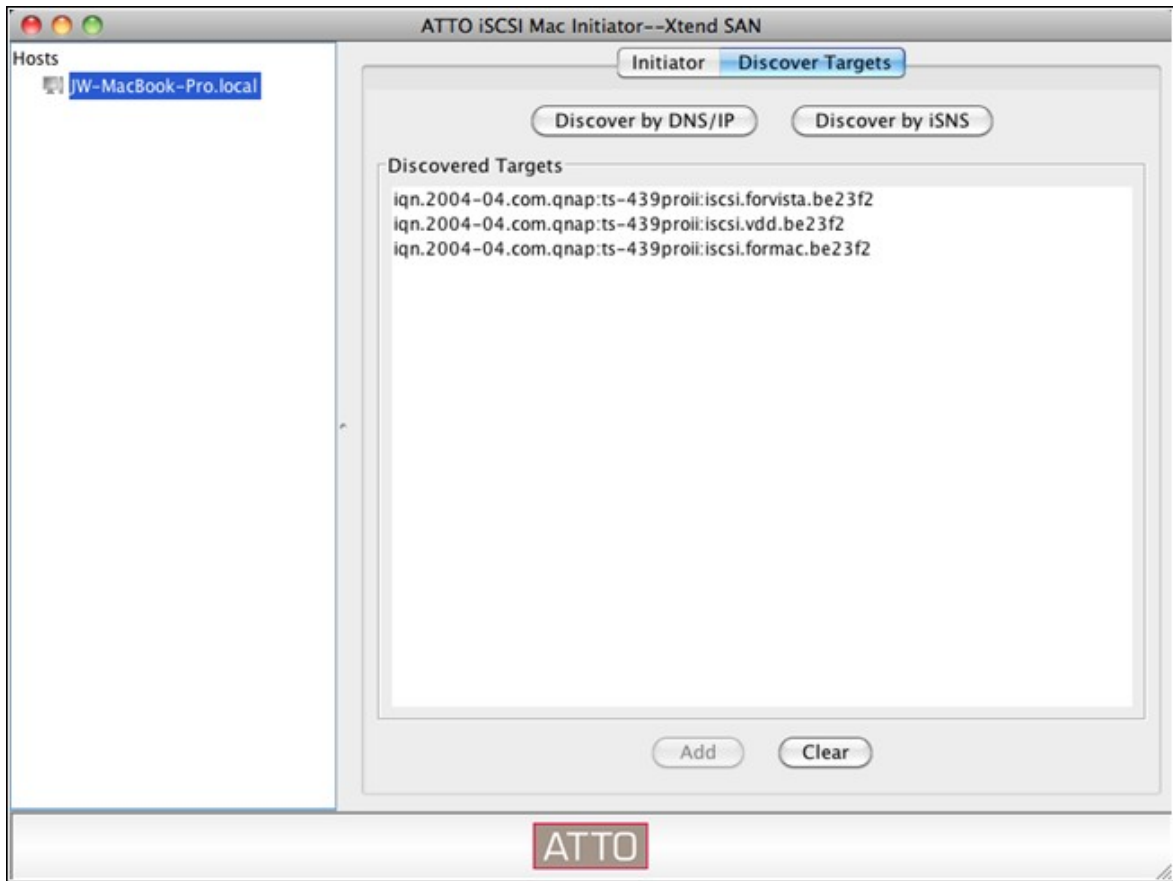 ATTO iSCSI Mac Initiator--Xtend SAN
Hosts
JW-MacBook-Pro.local
Initiator
Discover Targets
Discover by DNS/IP
Discover by iSNS
Discovered Targets
iqn.2004-04.com.qnap:ts-439proii:iscsi.forvista.be23f2
iqn.2004-04.com.qnap:ts-439proii:iscsi.vdd.be23f2
iqn.2004-04.com.qnap:ts-439proii:iscsi.formac.be23f2
Add
Clear
ATTO